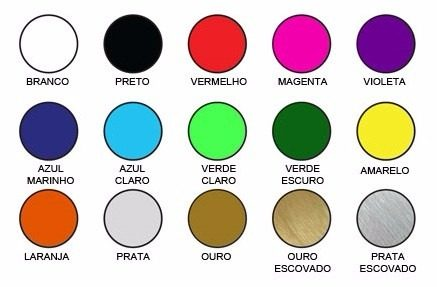 BRANCO
PRETO
VERMELHO
MAGENTA
VIOLETA
AZUL
MARINHO
AZUL
CLARO
VERDE
CLARO
VERDE
ESCURO
AMARELO
LARANJA
PRATA
OURO
OURO
ESCOVADO
PRATA
ESCOVADO